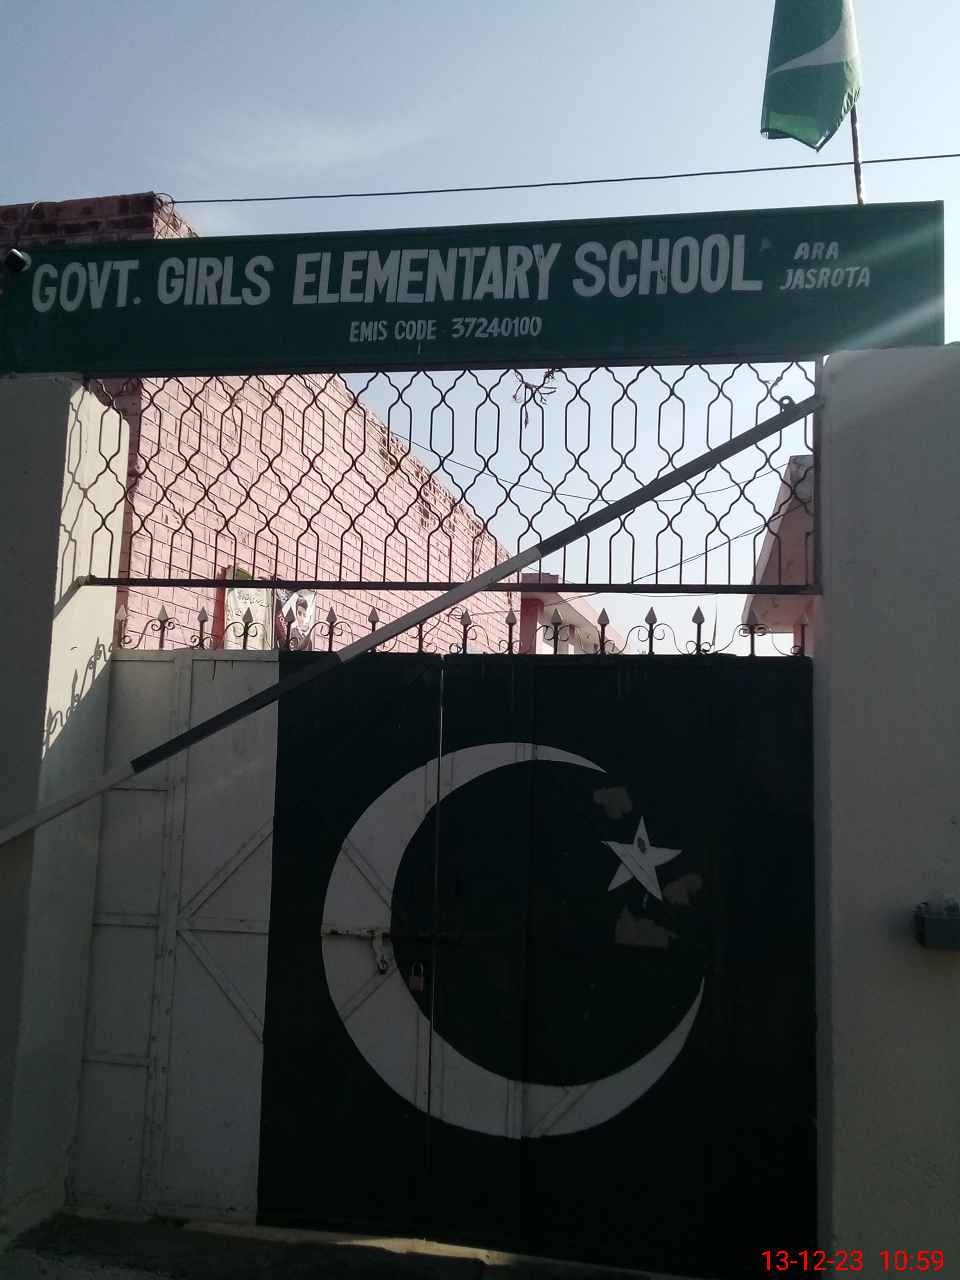 GOVT. GIRLS ELEMENTARY SCHOOL ARA JASROTA
EMIS CODE - 37240100
13-12-23 10:59